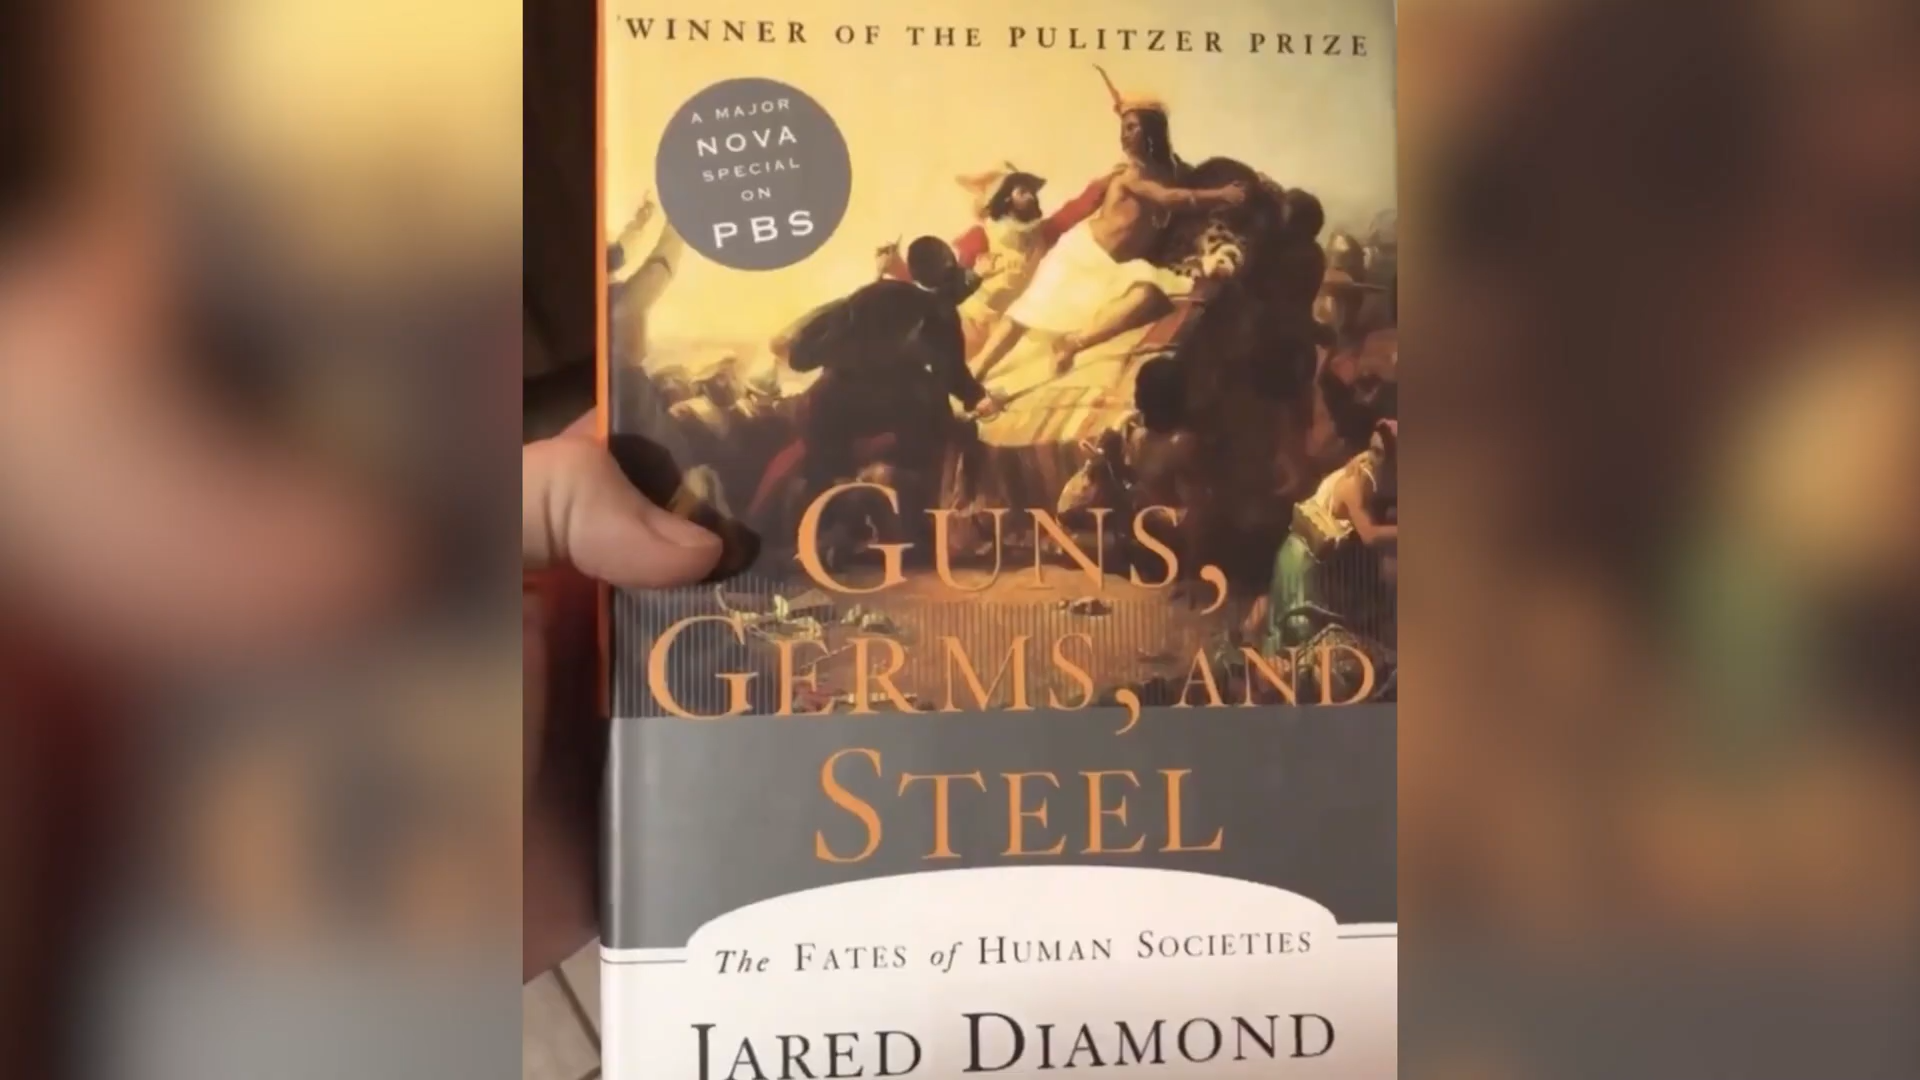 WINNER OF THE PULITZER PRIZE
A MAJOR
NOVA
SPECIAL
ON
PBS
GUNS,
GERMS, AND
STEEL
The FATES of HUMAN SOCIETIES
JARED DIAMOND